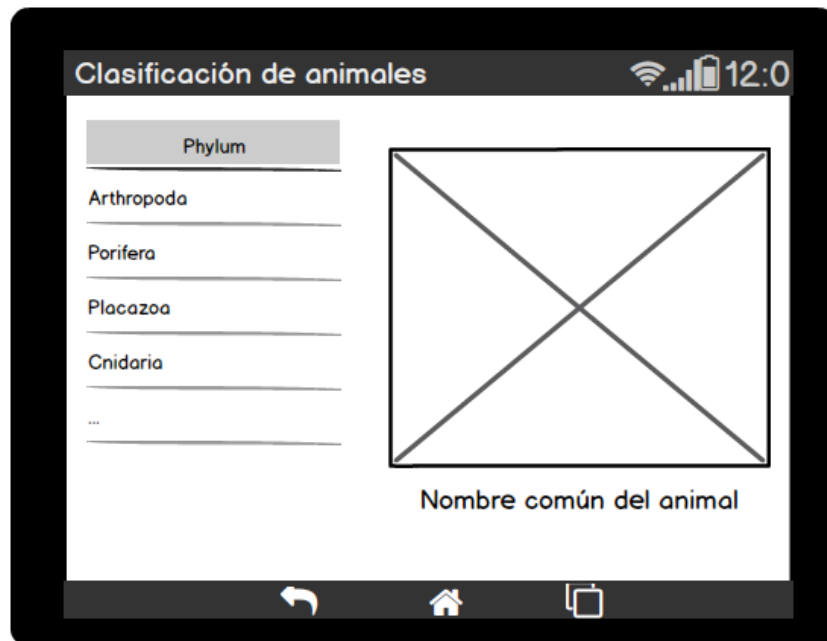 Clasificación de animales
12:0
Phylum
Arthropoda
Porifera
Placazoa
Cnidaria
...
Nombre común del animal